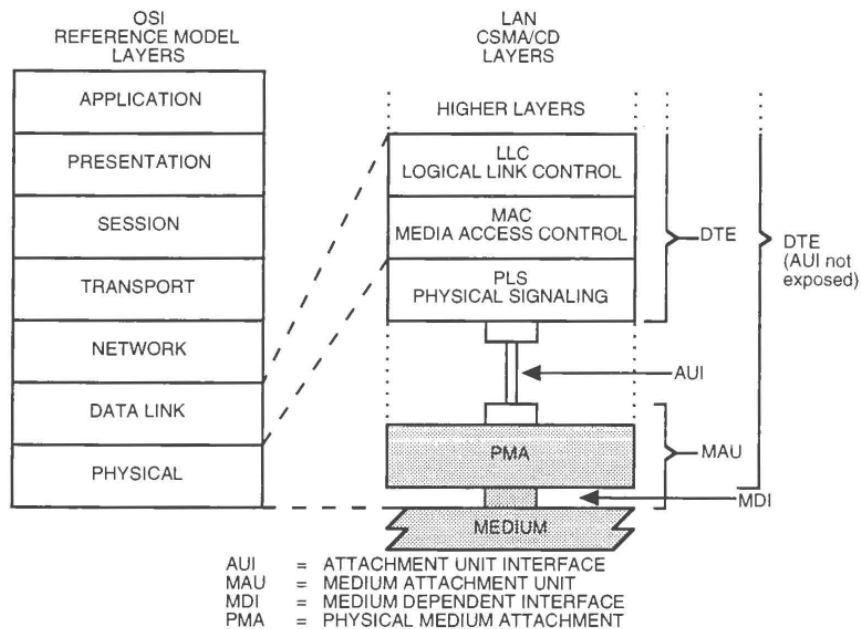 OSI
REFERENCE MODEL
LAYERS
APPLICATION
PRESENTATION
SESSION
TRANSPORT
NETWORK
DATA LINK
PHYSICAL
LAN
CSMA/CD
LAYERS
HIGHER LAYERS
LLC
LOGICAL LINK CONTROL
MAC
MEDIA ACCESS CONTROL
PLS
PHYSICAL SIGNALING
PMA
MEDIUM
DTE
AUI
MAU
MDI
DTE
(AUI not
exposed)
AUI = ATTACHMENT UNIT INTERFACE
MAU = MEDIUM ATTACHMENT UNIT
MDI = MEDIUM DEPENDENT INTERFACE
PMA = PHYSICAL MEDIUM ATTACHMENT